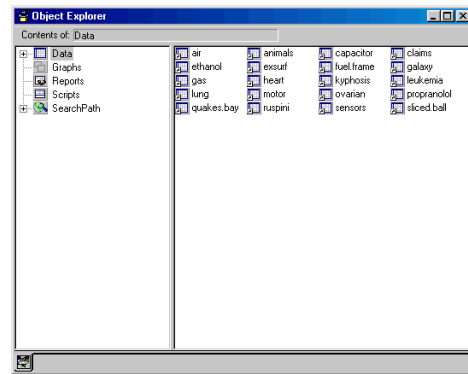 Object Explorer
Contents of: Data
Data
Graphs
Reports
Scripts
SearchPath
air animals capacitor claims
ethanol exsurf fuel.frame galaxy
gas heart kyphosis leukemia
lung motor ovarian propranolol
quakes.bay ruspini sensors sliced.ball